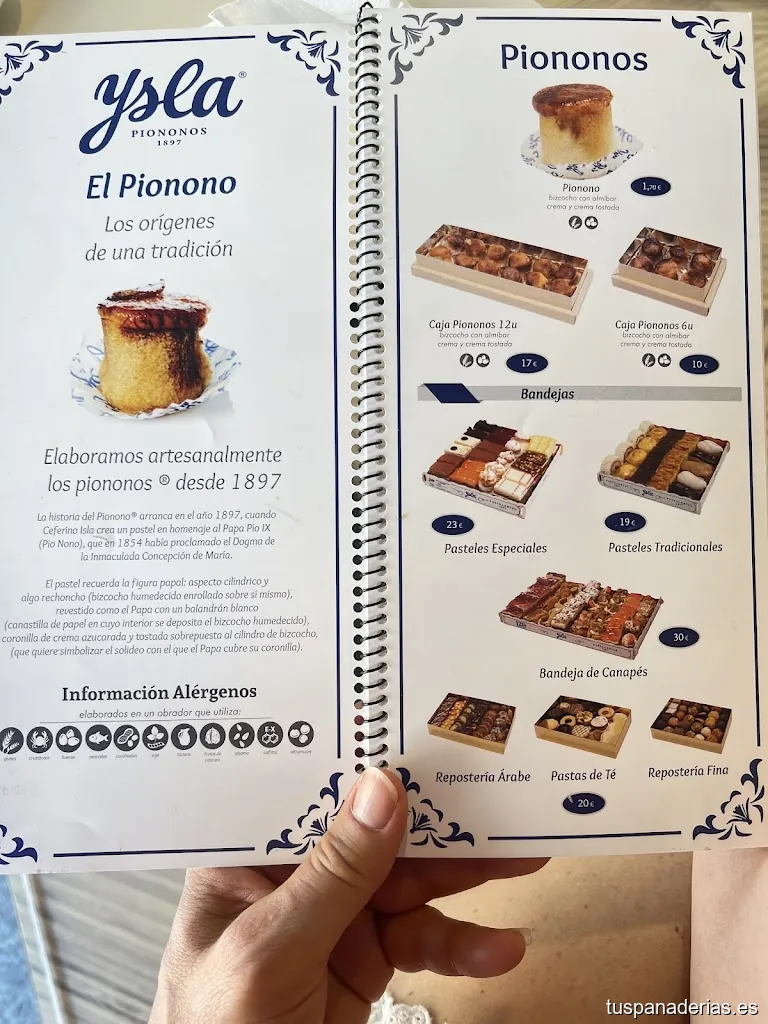 ysla®
PIONONOS
1897
El Pionono
Los orígenes
de una tradición
Elaboramos artesanalmente
los piononos ® desde 1897
La historia del Pionono® arranca en el año 1897, cuando
Ceferino Isla crea un pastel en homenaje al Papa Pío IX
(Pío Nono), que en 1854 había proclamado el Dogma de
la Inmaculada Concepción de María.
El pastel recuerda la figura papal: aspecto cilíndrico y
algo rechoncho (bizcocho humedecido enrollado sobre sí mismo),
revestido como el Papa con un balandrán blanco
(canastilla de papel en cuyo interior se deposita el bizcocho humedecido),
coronilla de crema azucarada y tostada sobrepuesta al cilindro de bizcocho,
(que quiere simbolizar el solideo con el que el Papa cubre su coronilla).
Información Alérgenos
elaborados en un obrador que utiliza:
Piononos
Pionono
bizcocho con almíbar
crema y crema tostada
1,70 €
Caja Piononos 12u
bizcocho con almíbar
crema y crema tostada
17 €
Caja Piononos 6u
bizcocho con almíbar
crema y crema tostada
10 €
Bandejas
23 €
Pasteles Especiales
19 €
Pasteles Tradicionales
30 €
Bandeja de Canapés
Repostería Árabe
Pastas de Té
Repostería Fina
20 €
tuspanaderias.es